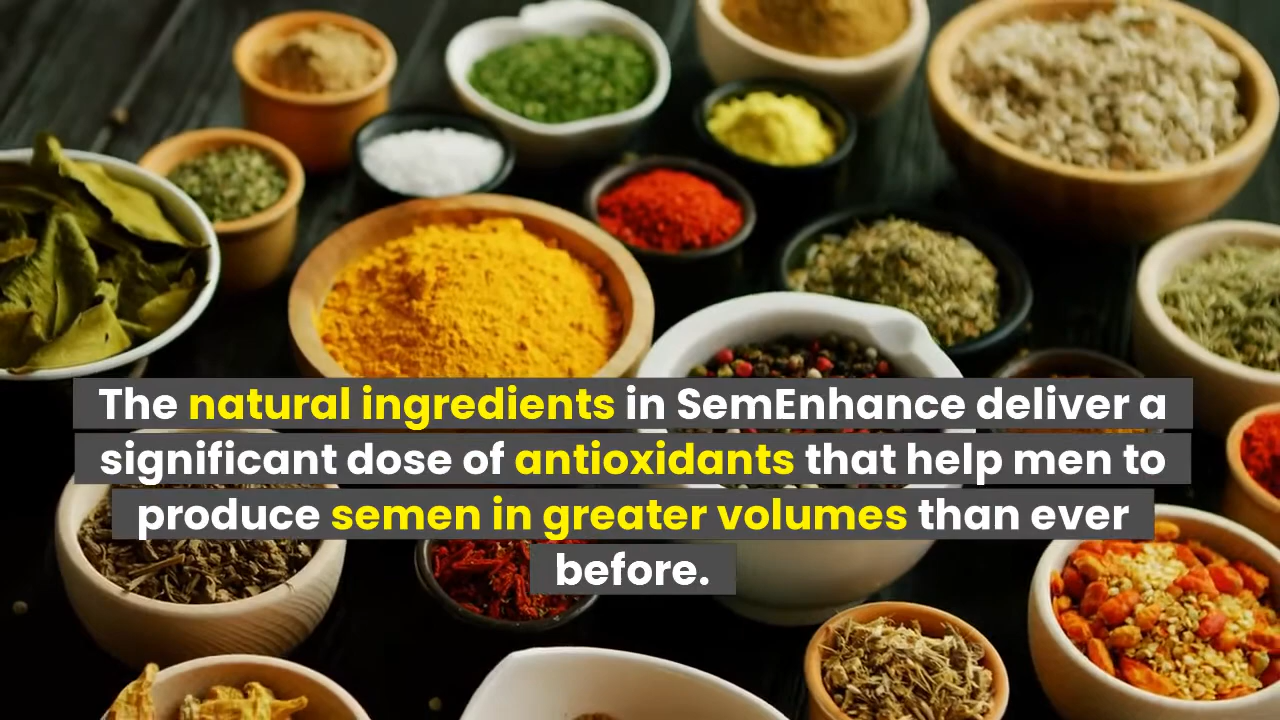 The natural ingredients in SemEnhance deliver a
significant dose of antioxidants that help men to
produce semen in greater volumes than ever
before.